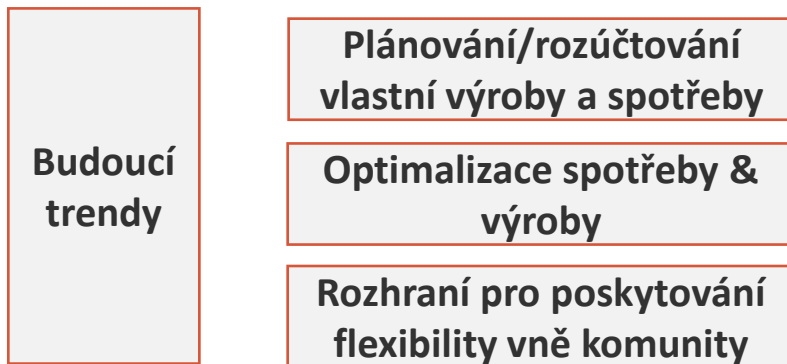 Budoucí
trendy
Plánování/rozúčtování
vlastní výroby a spotřeby
Optimalizace spotřeby &
výroby
Rozhraní pro poskytování
flexibility vně komunity